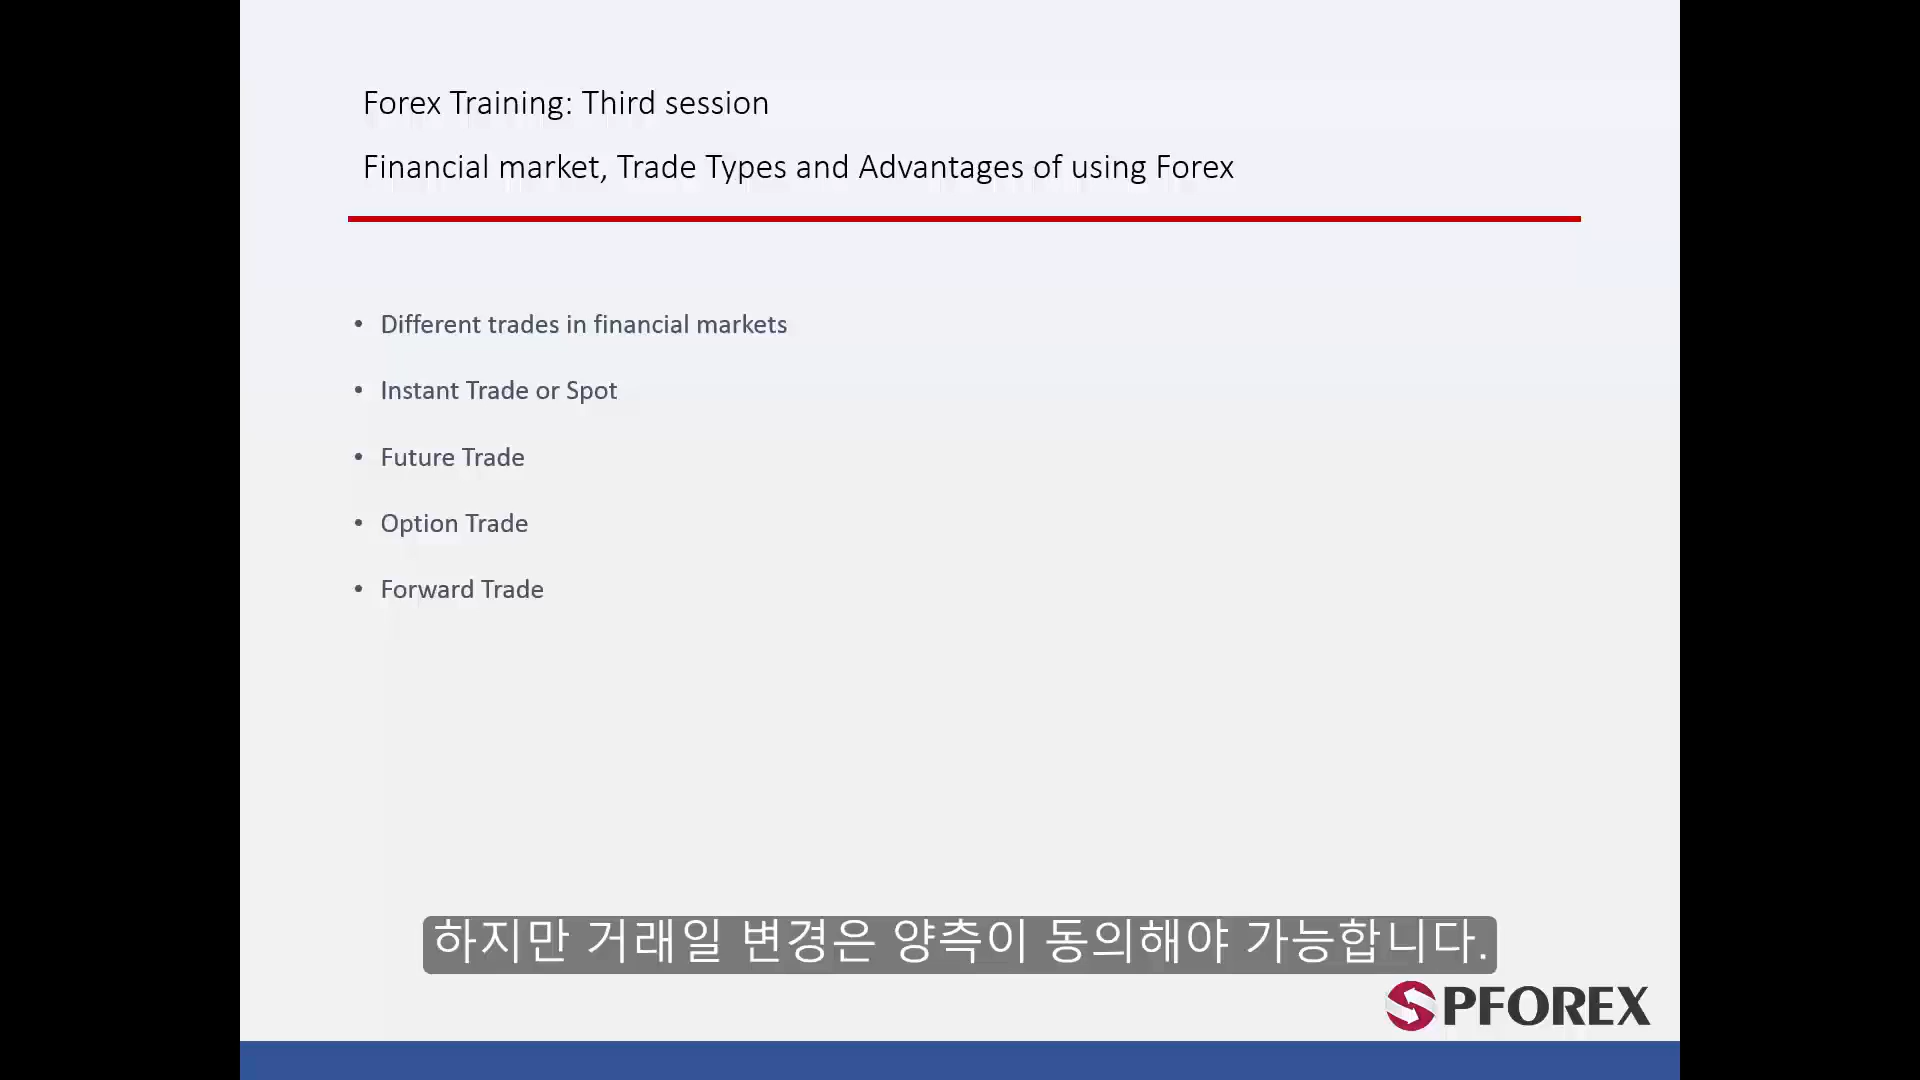 Forex Training: Third session
Financial market, Trade Types and Advantages of using Forex
• Different trades in financial markets
• Instant Trade or Spot
• Future Trade
• Option Trade
• Forward Trade
하지만 거래일 변경은 양측이 동의해야 가능합니다.
PFOREX